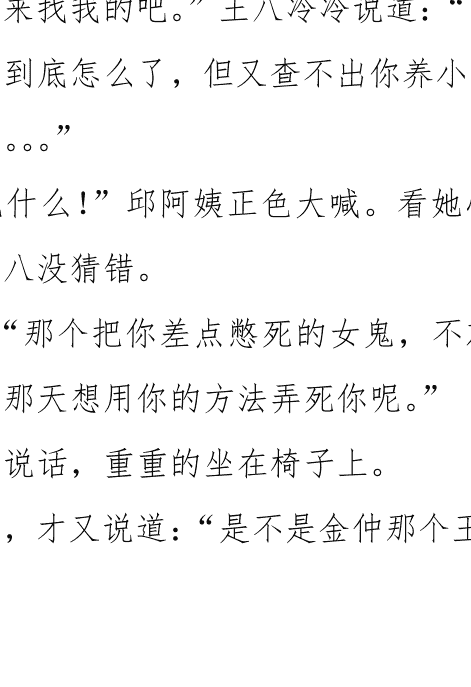 来找我的吧。”王八冷冷说道：“
到底怎么了，但又查不出你养小
。。。”
什么！”邱阿姨正色大喊。看她
八没猜错。
“那个把你差点憋死的女鬼，不
那天想用你的方法弄死你呢。”
说话，重重的坐在椅子上。
，才又说道：“是不是金仲那个王